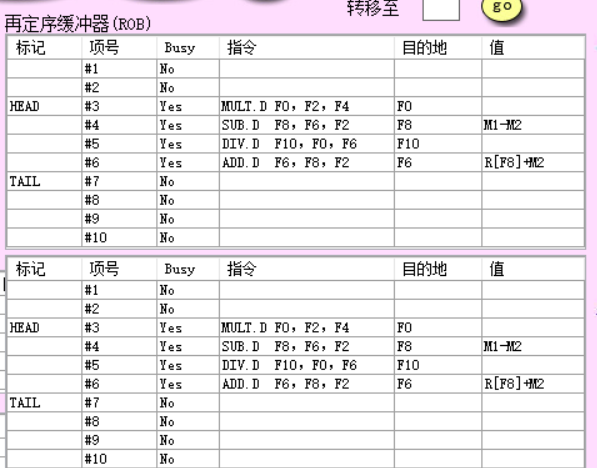 转移至 go
再定序缓冲器(ROB)
标记 项号 Busy 指令 目的地 值
#1 No
#2 No
HEAD #3 Yes MULT.D F0, F2, F4 F0
#4 Yes SUB.D F8, F6, F2 F8 M1-M2
#5 Yes DIV.D F10, F0, F6 F10
#6 Yes ADD.D F6, F8, F2 F6 R[F8]+M2
TAIL #7 No
#8 No
#9 No
#10 No
标记 项号 Busy 指令 目的地 值
#1 No
#2 No
HEAD #3 Yes MULT.D F0, F2, F4 F0
#4 Yes SUB.D F8, F6, F2 F8 M1-M2
#5 Yes DIV.D F10, F0, F6 F10
#6 Yes ADD.D F6, F8, F2 F6 R[F8]+M2
TAIL #7 No
#8 No
#9 No
#10 No